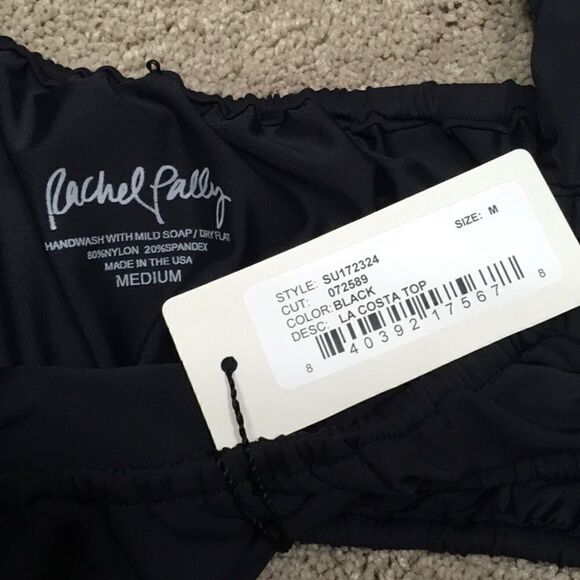 Rachel Pally
HANDWASH WITH MILD SOAP / DRY FLAT
80%NYLON 20%SPANDEX
MADE IN THE USA
MEDIUM
SIZE: M
STYLE: SU172324
CUT: 072589
COLOR: BLACK
DESC: LA COSTA TOP
8 40392 17567 8